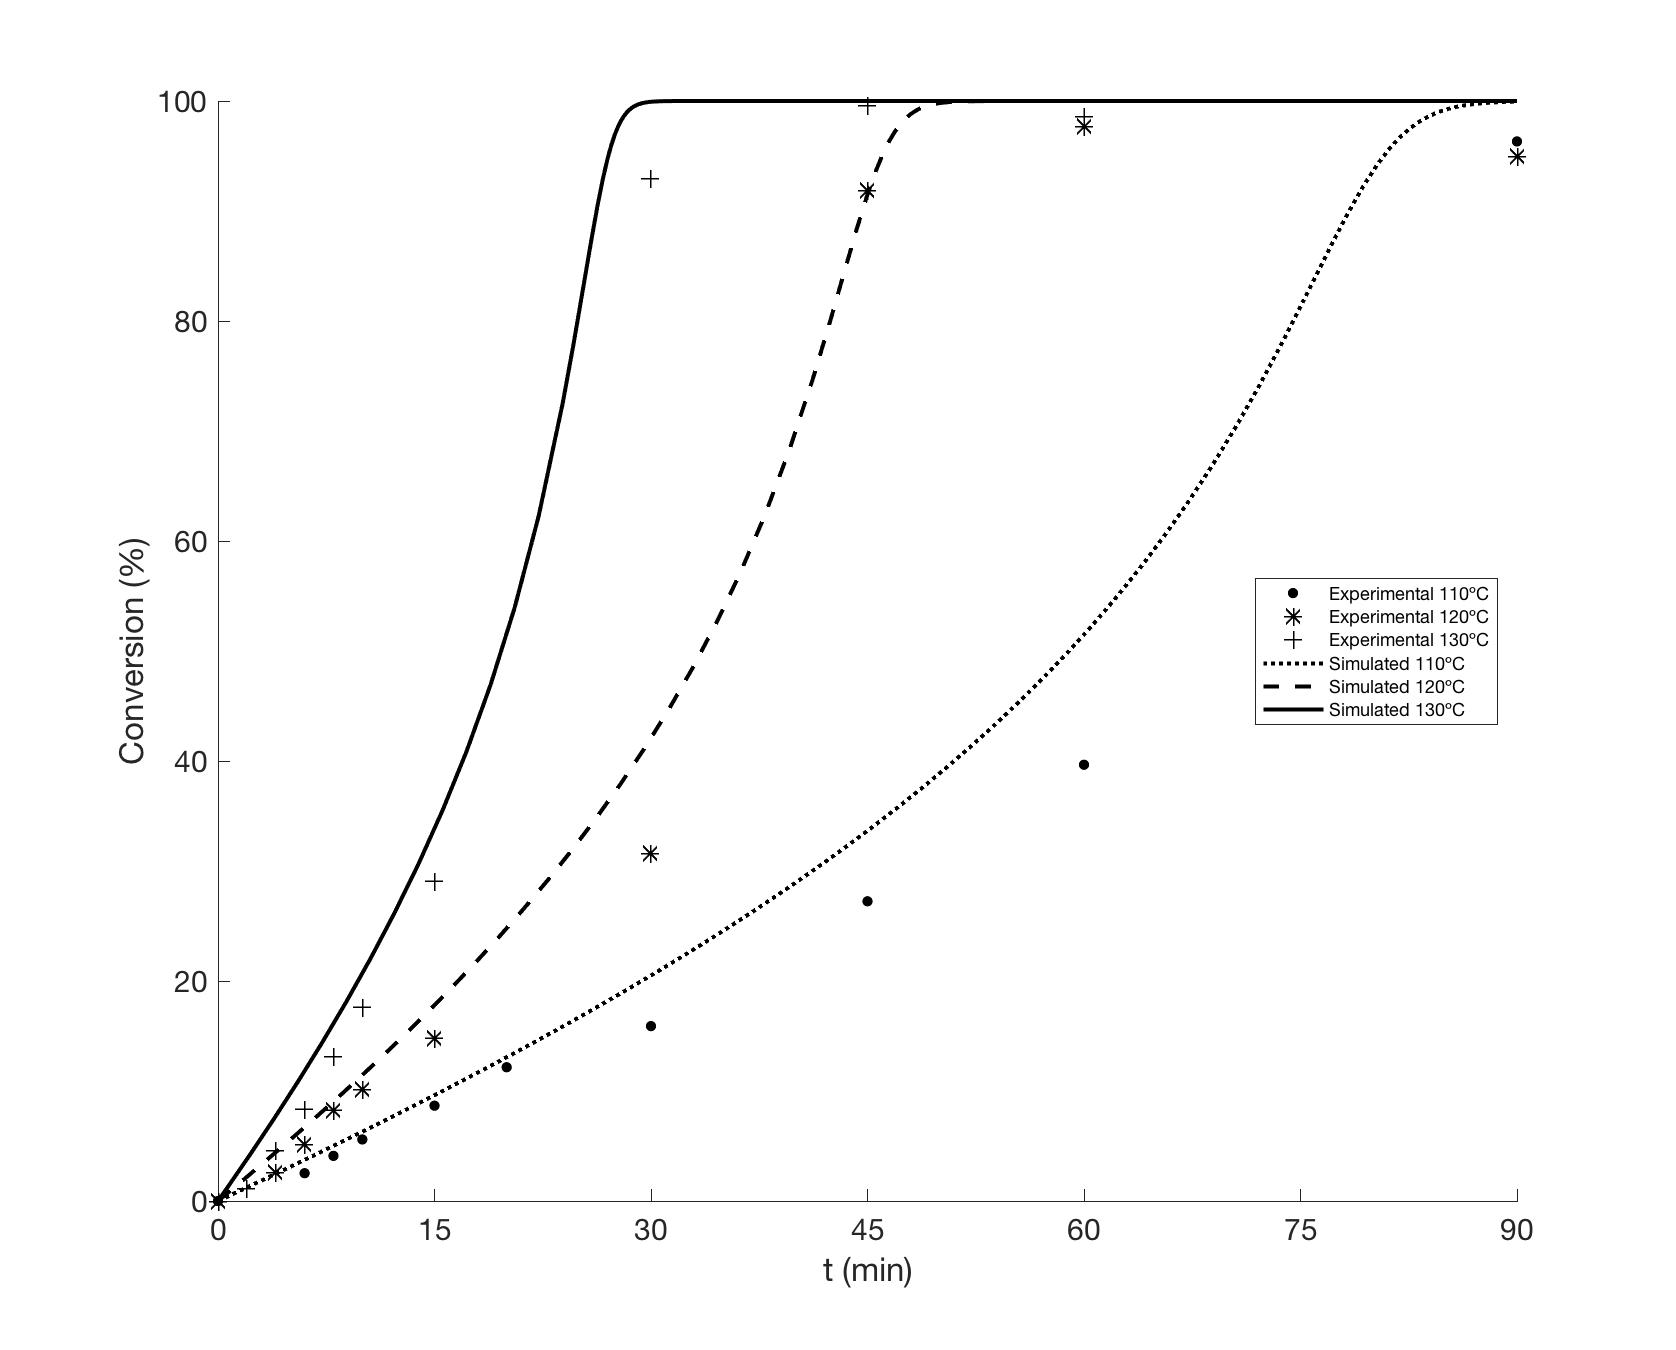 100
80
60
40
20
0
Conversion (%)
0 15 30 45 60 75 90
t (min)
Experimental 110ºC
Experimental 120ºC
Experimental 130ºC
Simulated 110ºC
Simulated 120ºC
Simulated 130ºC